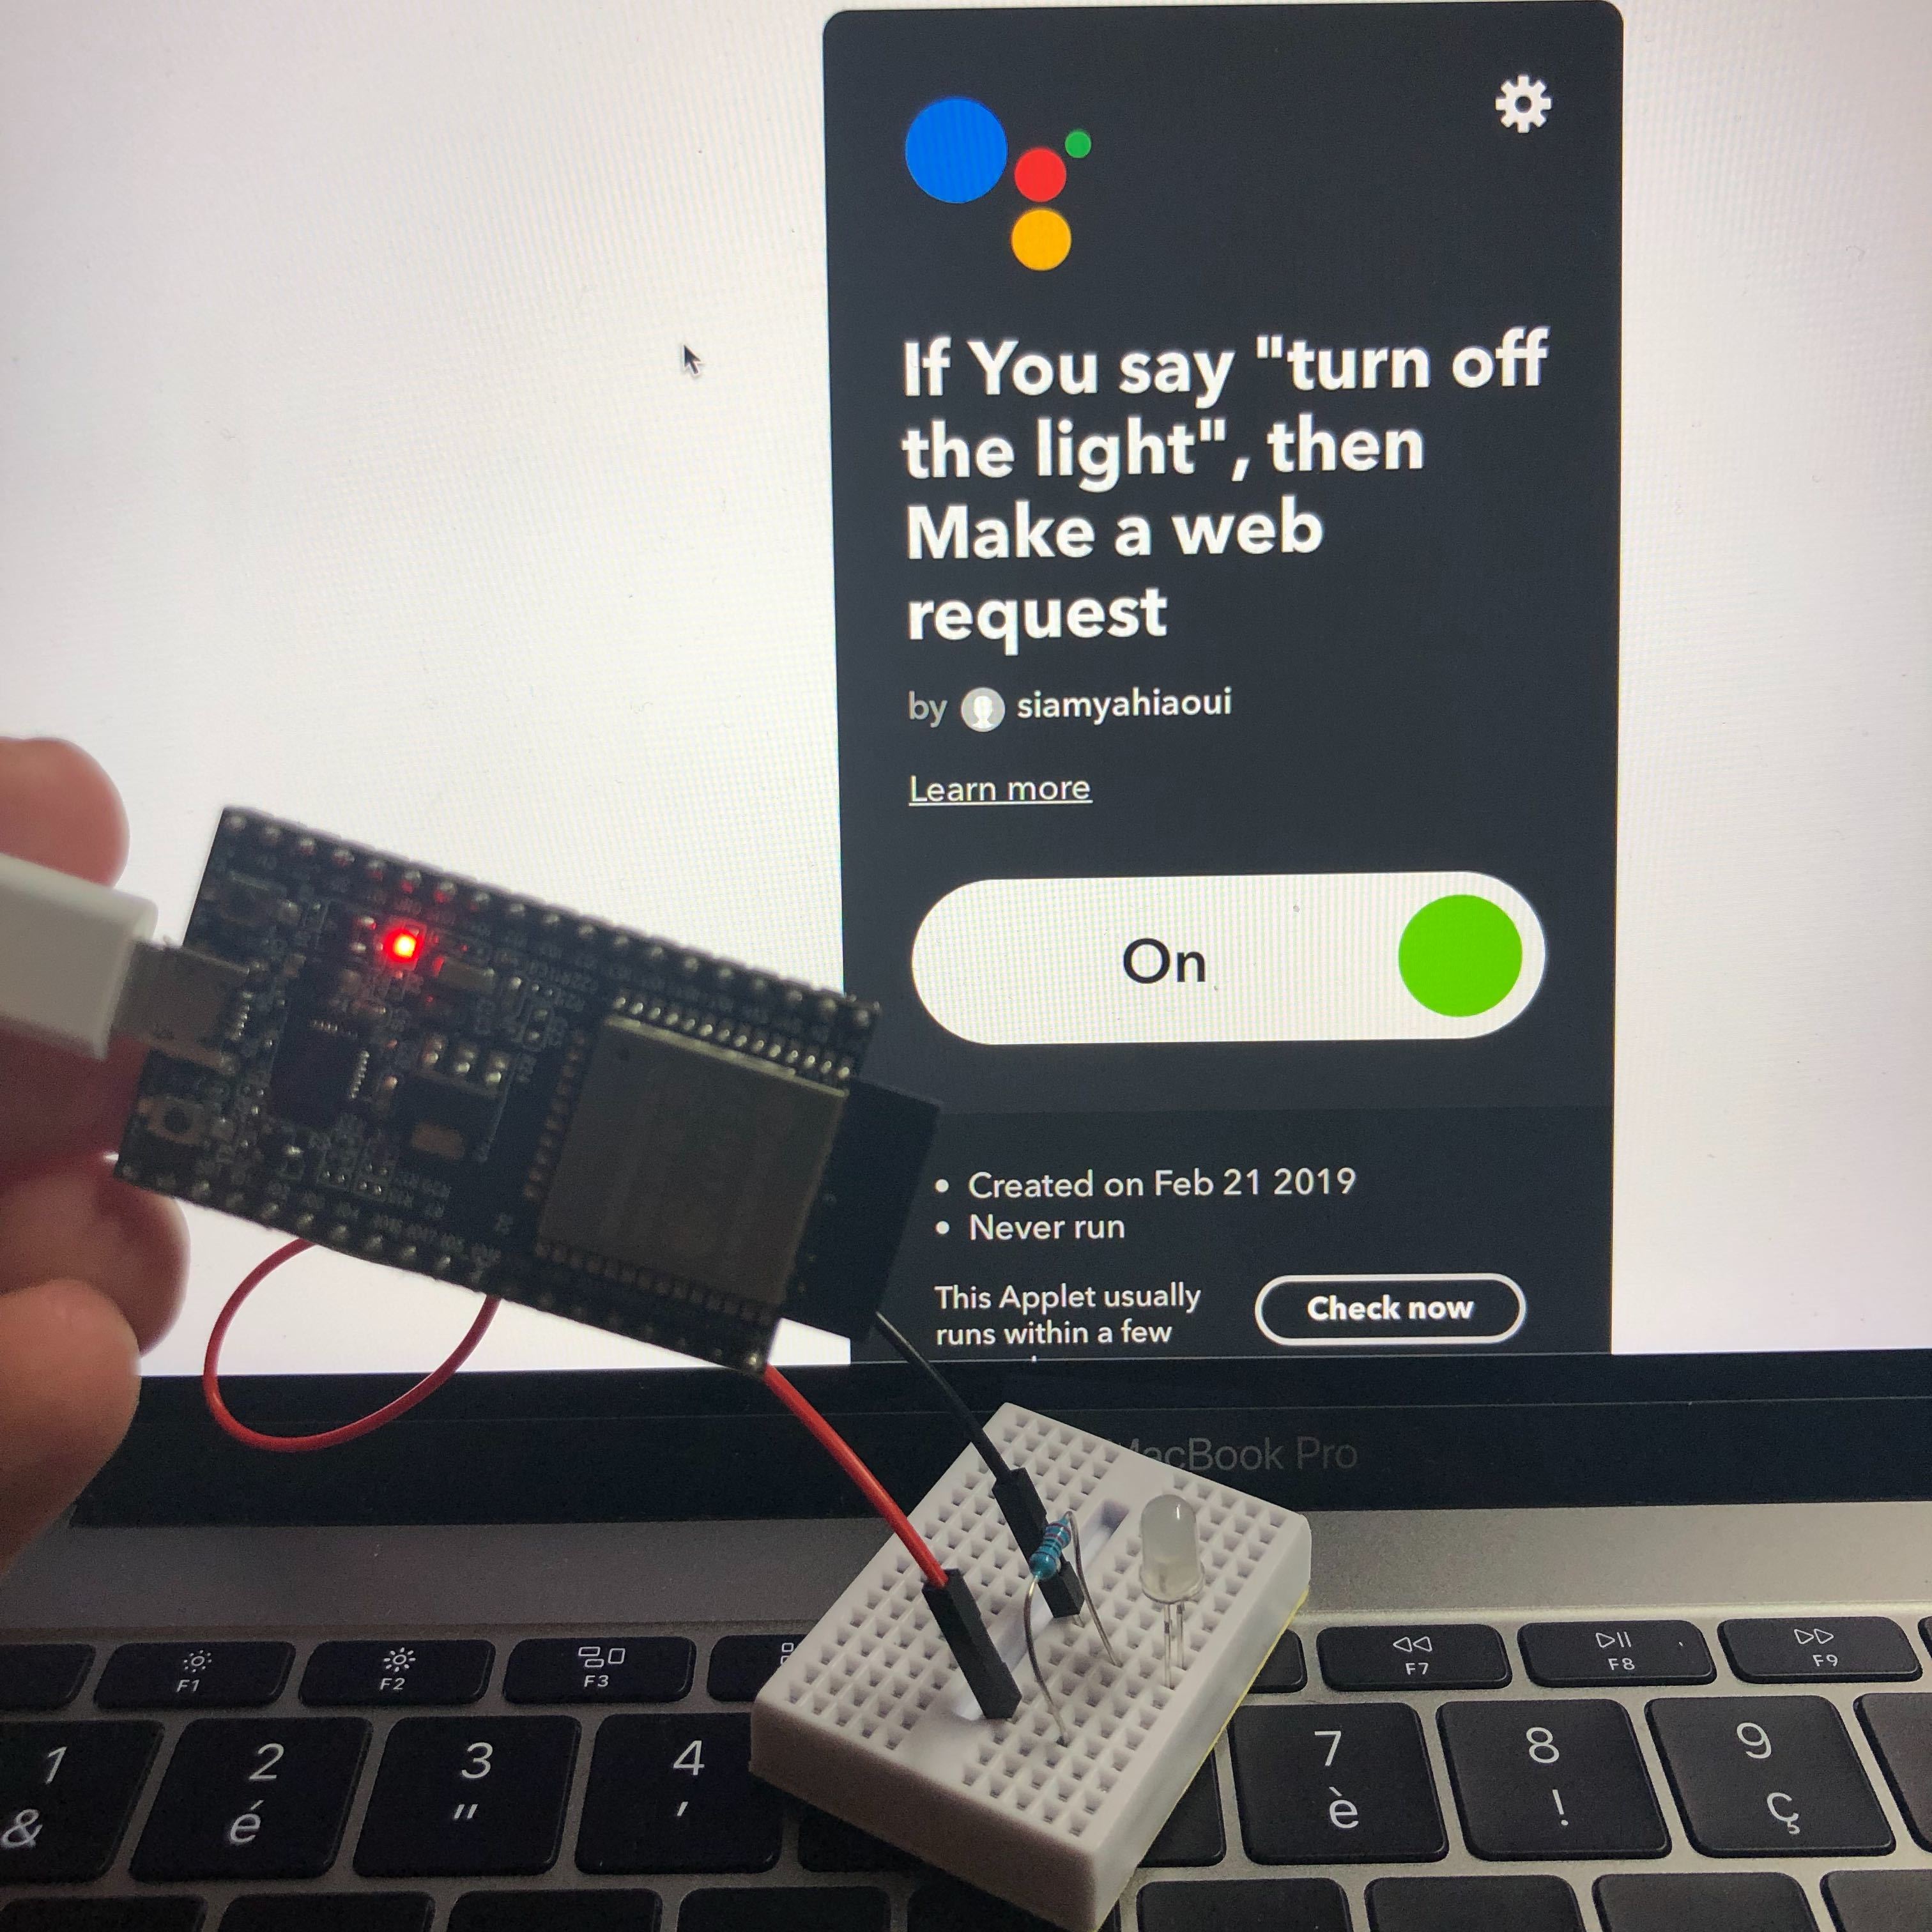 If You say "turn off
the light", then
Make a web
request
by siamyahiaoui
Learn more
On
Created on Feb 21 2019
Never run
This Applet usually
runs within a few
Check now
MacBook Pro
F1 F2 F3 F7 F8 F9
1 2 3 4 7 8 9
& é " ' è ! ç